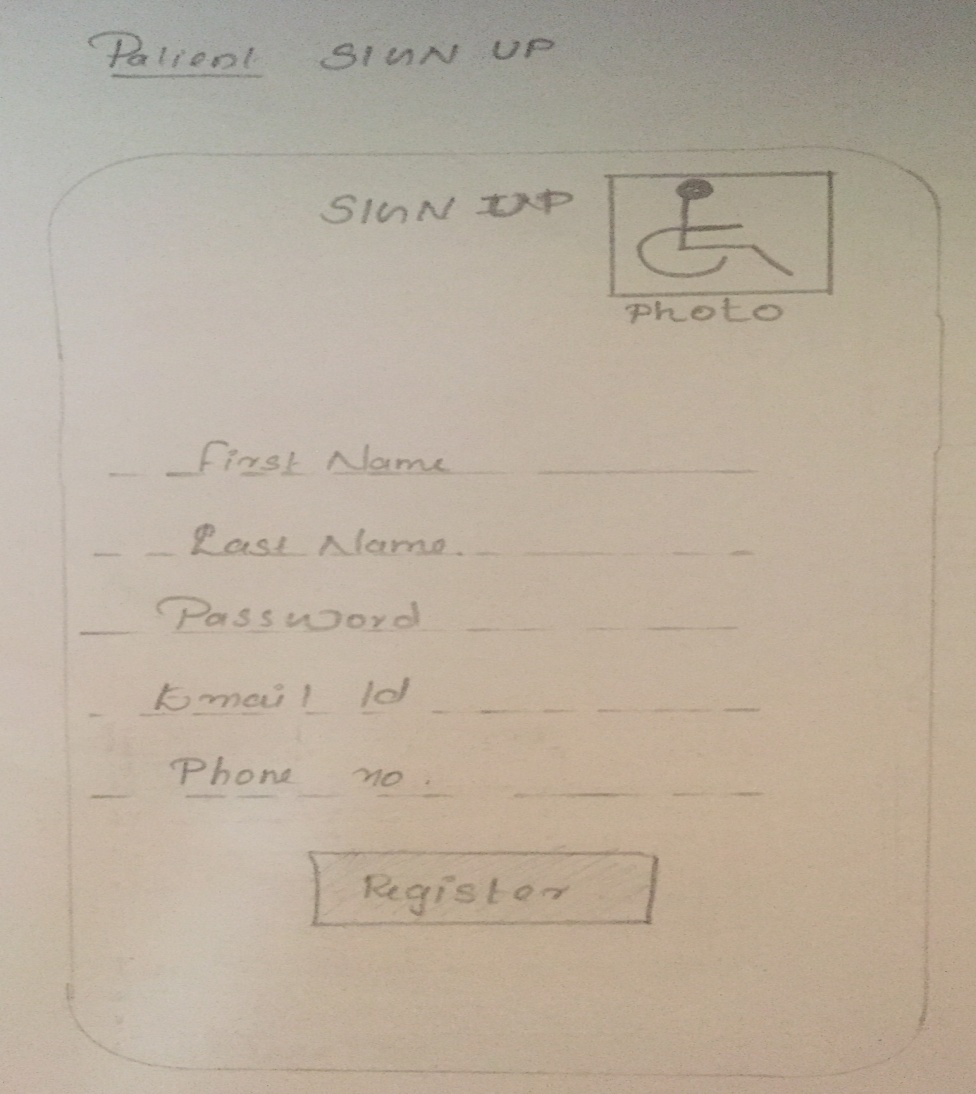 Patient SIGN UP
SIGN UP
Photo
First Name
Last Name.
Password
Email Id
Phone no.
Register